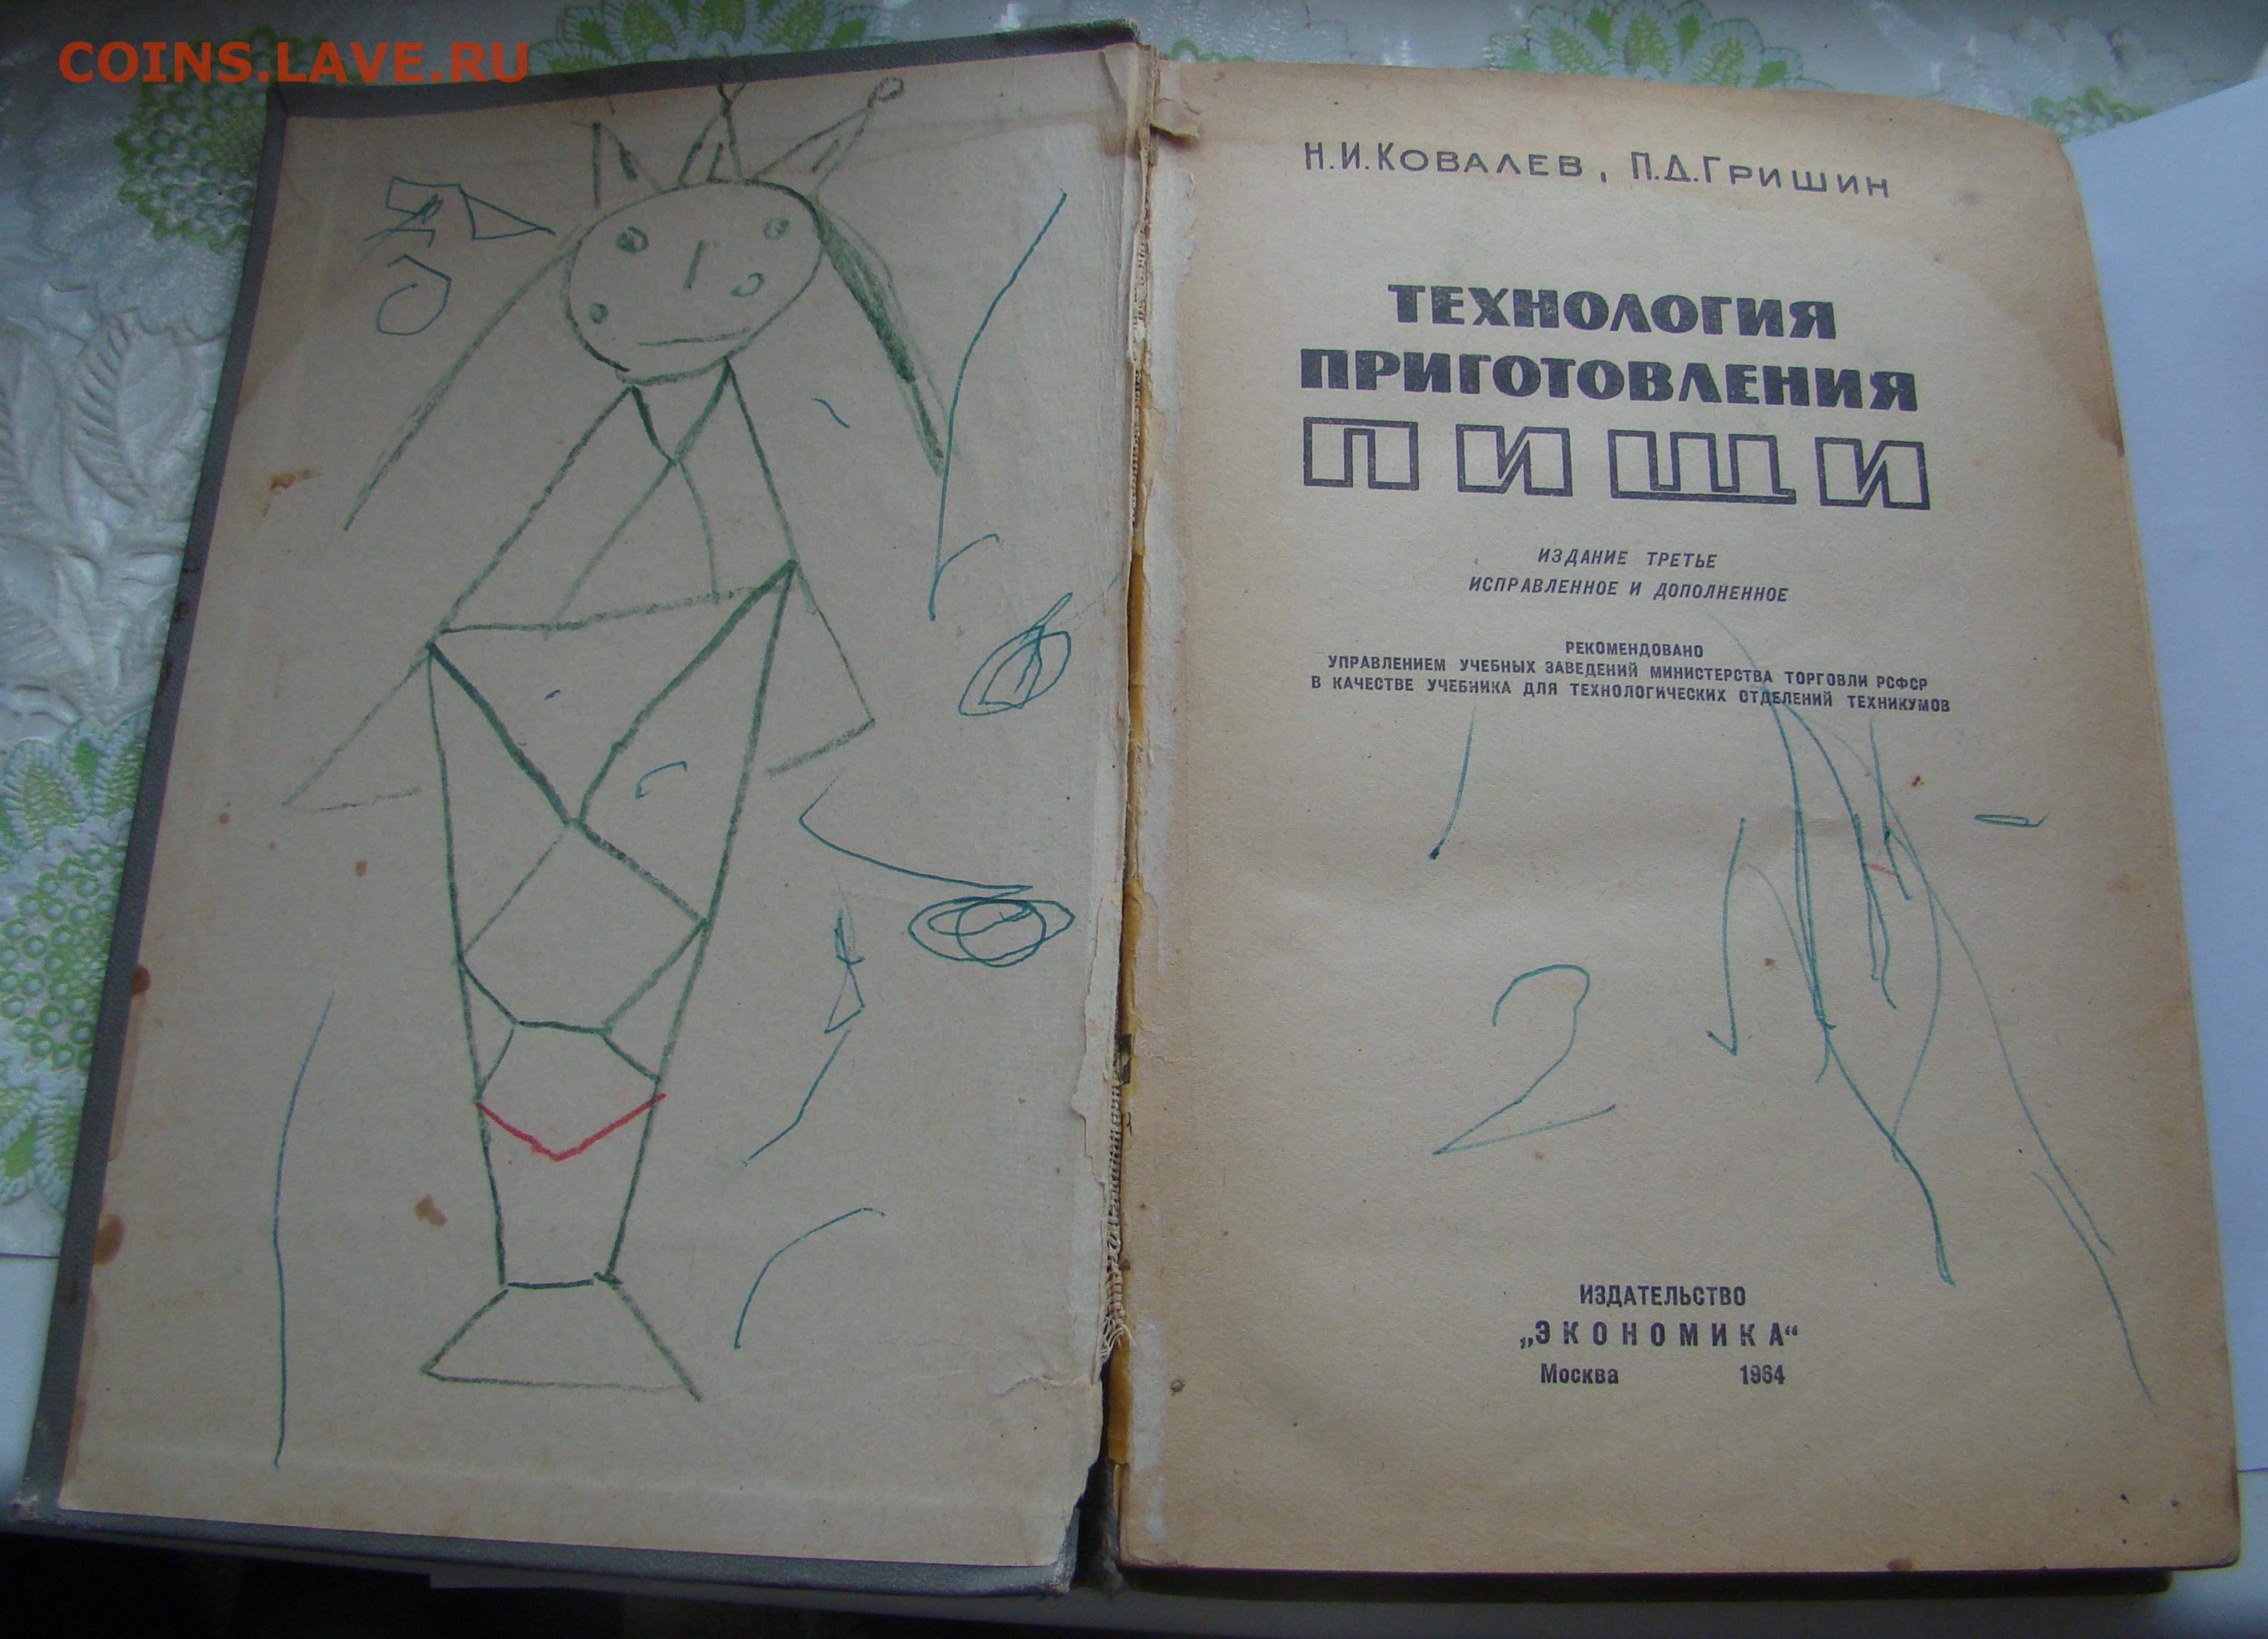 COINS.LAVE.RU
Н.И.КОВАЛЕВ, П.Д.ГРИШИН
ТЕХНОЛОГИЯ
ПРИГОТОВЛЕНИЯ
ПИЩИ
ИЗДАНИЕ ТРЕТЬЕ
ИСПРАВЛЕННОЕ И ДОПОЛНЕННОЕ
РЕКОМЕНДОВАНО
УПРАВЛЕНИЕМ УЧЕБНЫХ ЗАВЕДЕНИЙ МИНИСТЕРСТВА ТОРГОВЛИ РСФСР
В КАЧЕСТВЕ УЧЕБНИКА ДЛЯ ТЕХНОЛОГИЧЕСКИХ ОТДЕЛЕНИЙ ТЕХНИКУМОВ
2
ИЗДАТЕЛЬСТВО
„ЭКОНОМИКА“
Москва 1964